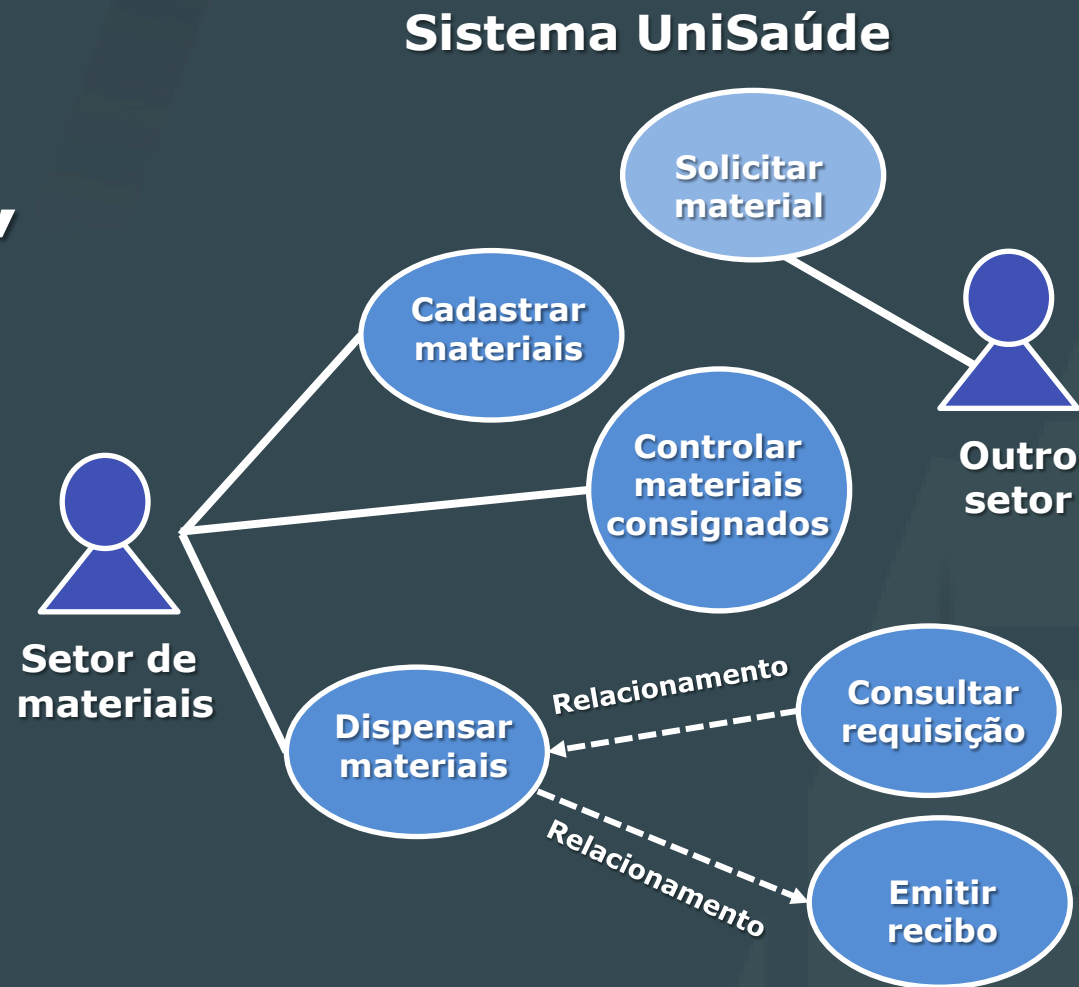 Sistema UniSaúde
Solicitar
material
Cadastrar
materiais
Controlar
materiais
consignados
Outro
setor
Setor de
materiais
Relacionamento
Consultar
requisição
Dispensar
materiais
Relacionamento
Emitir
recibo